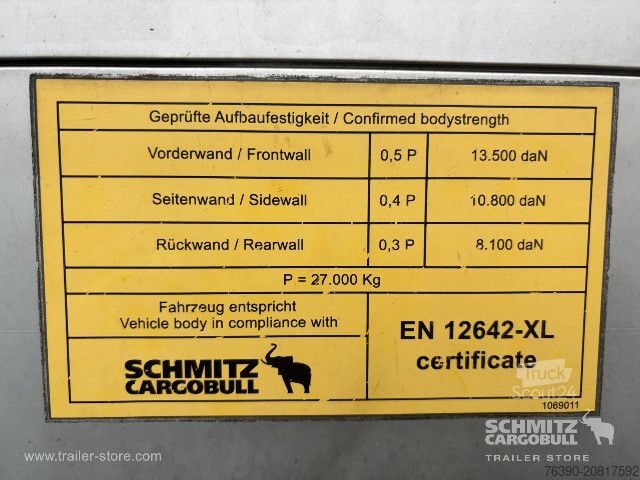 Geprüfte Aufbaufestigkeit / Confirmed bodystrength
Vorderwand / Frontwall 0,5 P 13.500 daN
Seitenwand / Sidewall 0,4 P 10.800 daN
Rückwand / Rearwall 0,3 P 8.100 daN
P = 27.000 Kg
Fahrzeug entspricht
Vehicle body in compliance with
SCHMITZ
CARGOBULL
EN 12642-XL
certificate
Truck
Scout24
1069011
SCHMITZ
CARGOBULL
TRAILER STORE
www.trailer-store.com
76390-20817592